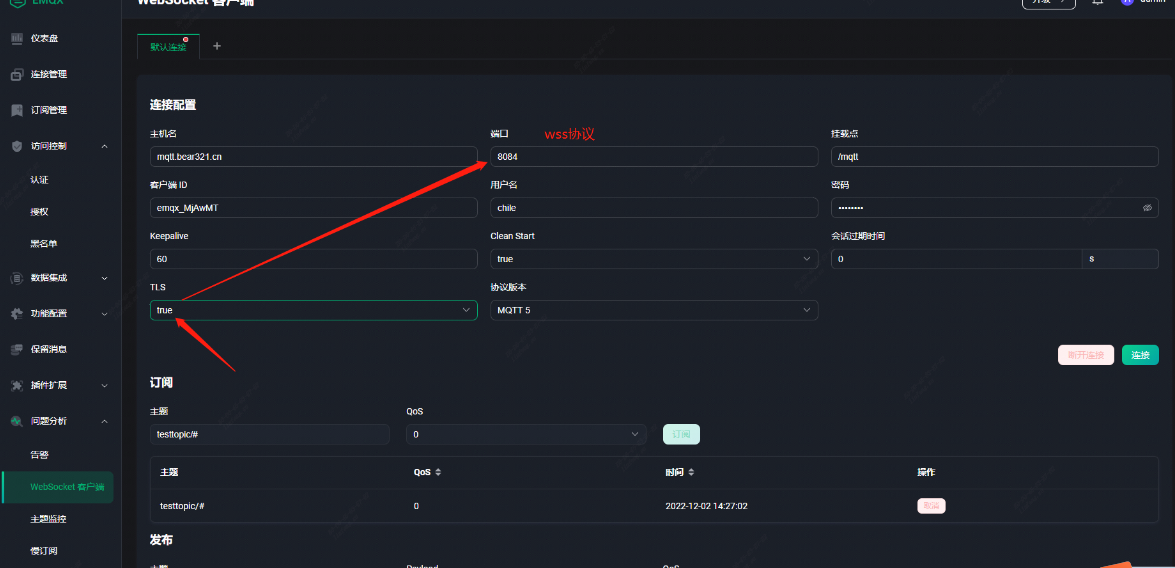 EMQX
WebSocket 客户端
升级
admin
仪表盘
连接管理
订阅管理
访问控制
认证
授权
黑名单
数据集成
功能配置
保留消息
插件扩展
问题分析
告警
WebSocket 客户端
主题监控
慢订阅
默认连接 +
连接配置
主机名
mqtt.bear321.cn
端口 wss协议
8084
挂载点
/mqtt
客户端 ID
emqx_MjAwMT
用户名
chile
密码
••••••••
Keepalive
60
Clean Start
true
会话过期时间
0 s
TLS
true
协议版本
MQTT 5
断开连接 连接
订阅
主题 QoS
testtopic/# 0 订阅
主题 QoS 时间 操作
testtopic/# 0 2022-12-02 14:27:02 取消
发布
主题 Payload QoS